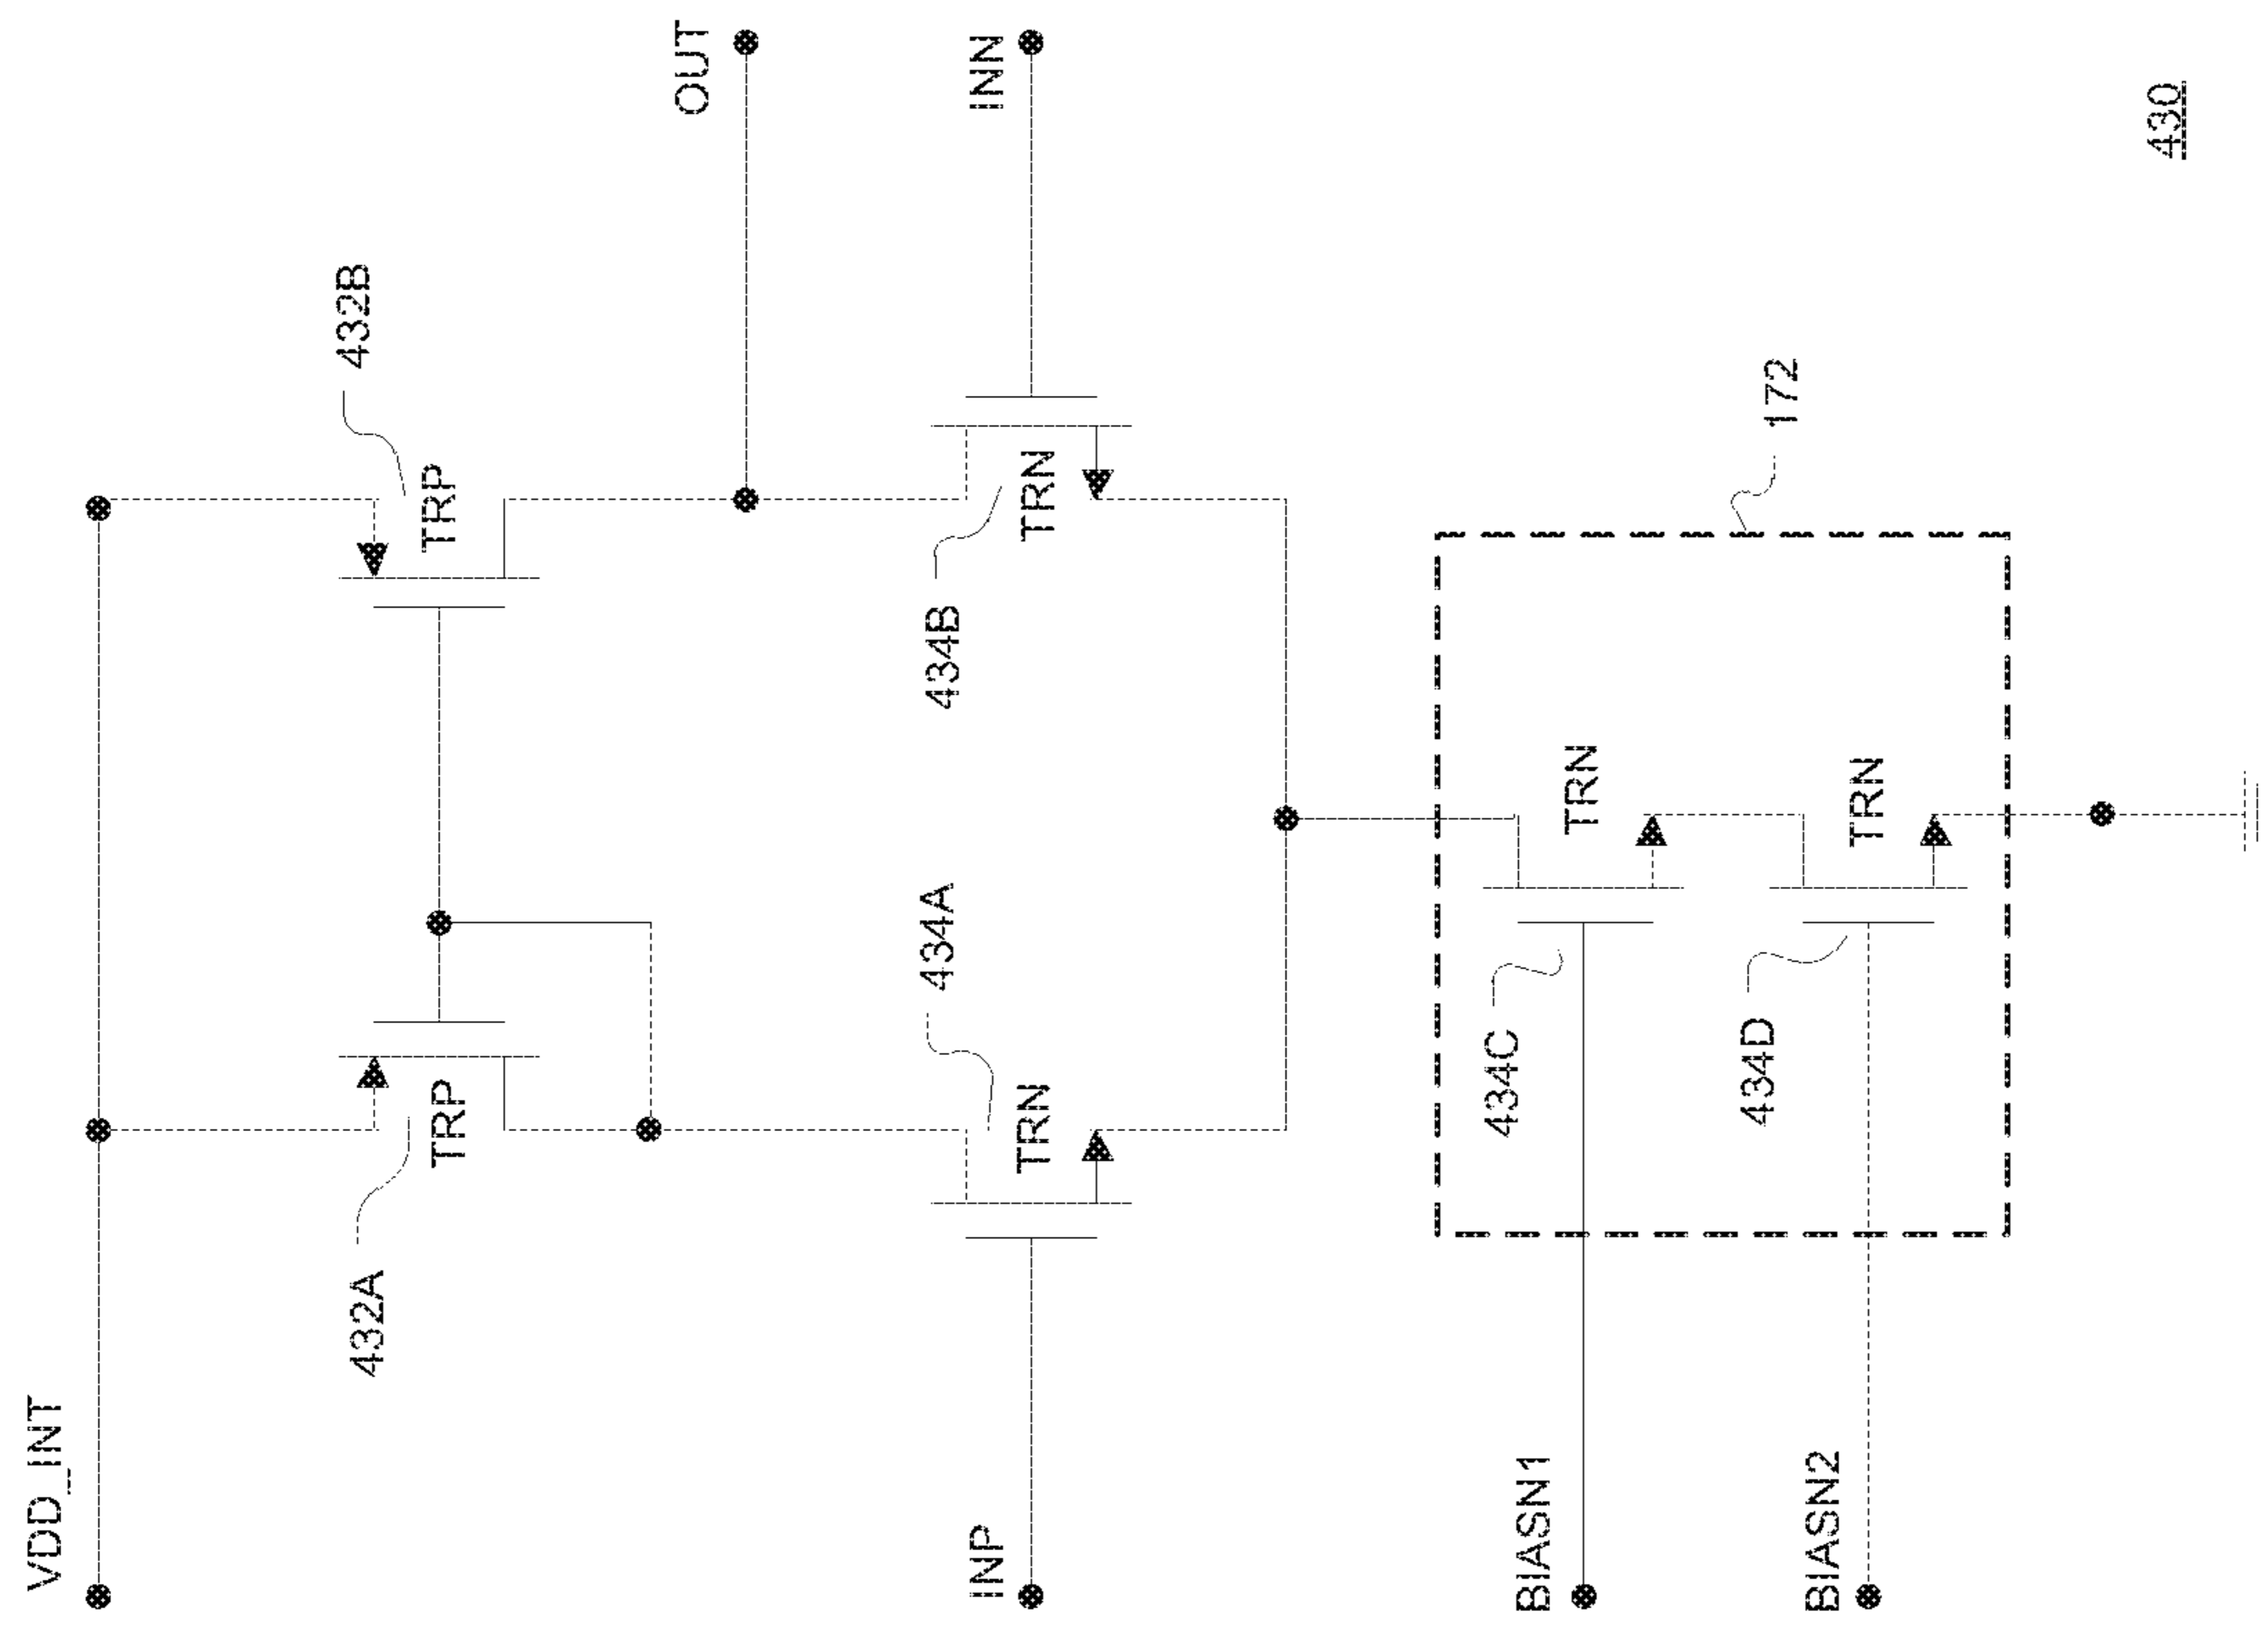 VDD_INT
432A
TRP
432B
TRP
OUT
INP
434A
TRN
434B
TRN
INN
BIASN1
434C
TRN
172
BIASN2
434D
TRN
430